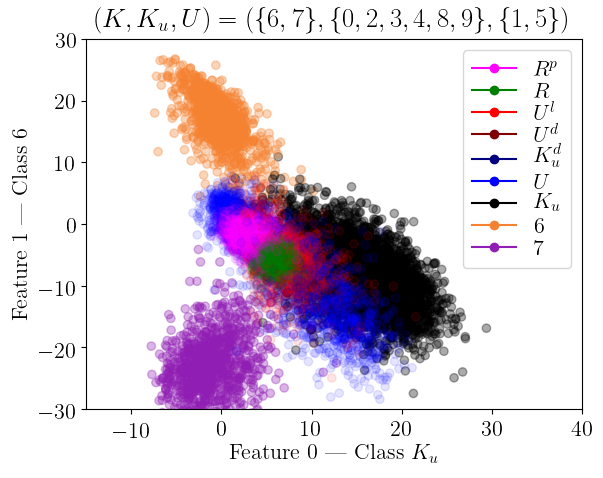 (K, K_u, U) = ({6, 7}, {0, 2, 3, 4, 8, 9}, {1, 5})
30
20
10
0
−10
−20
−30
Feature 1 — Class 6
R^p
R
U^l
U^d
K_u^d
U
K_u
6
7
−10
0
10
20
30
40
Feature 0 — Class K_u